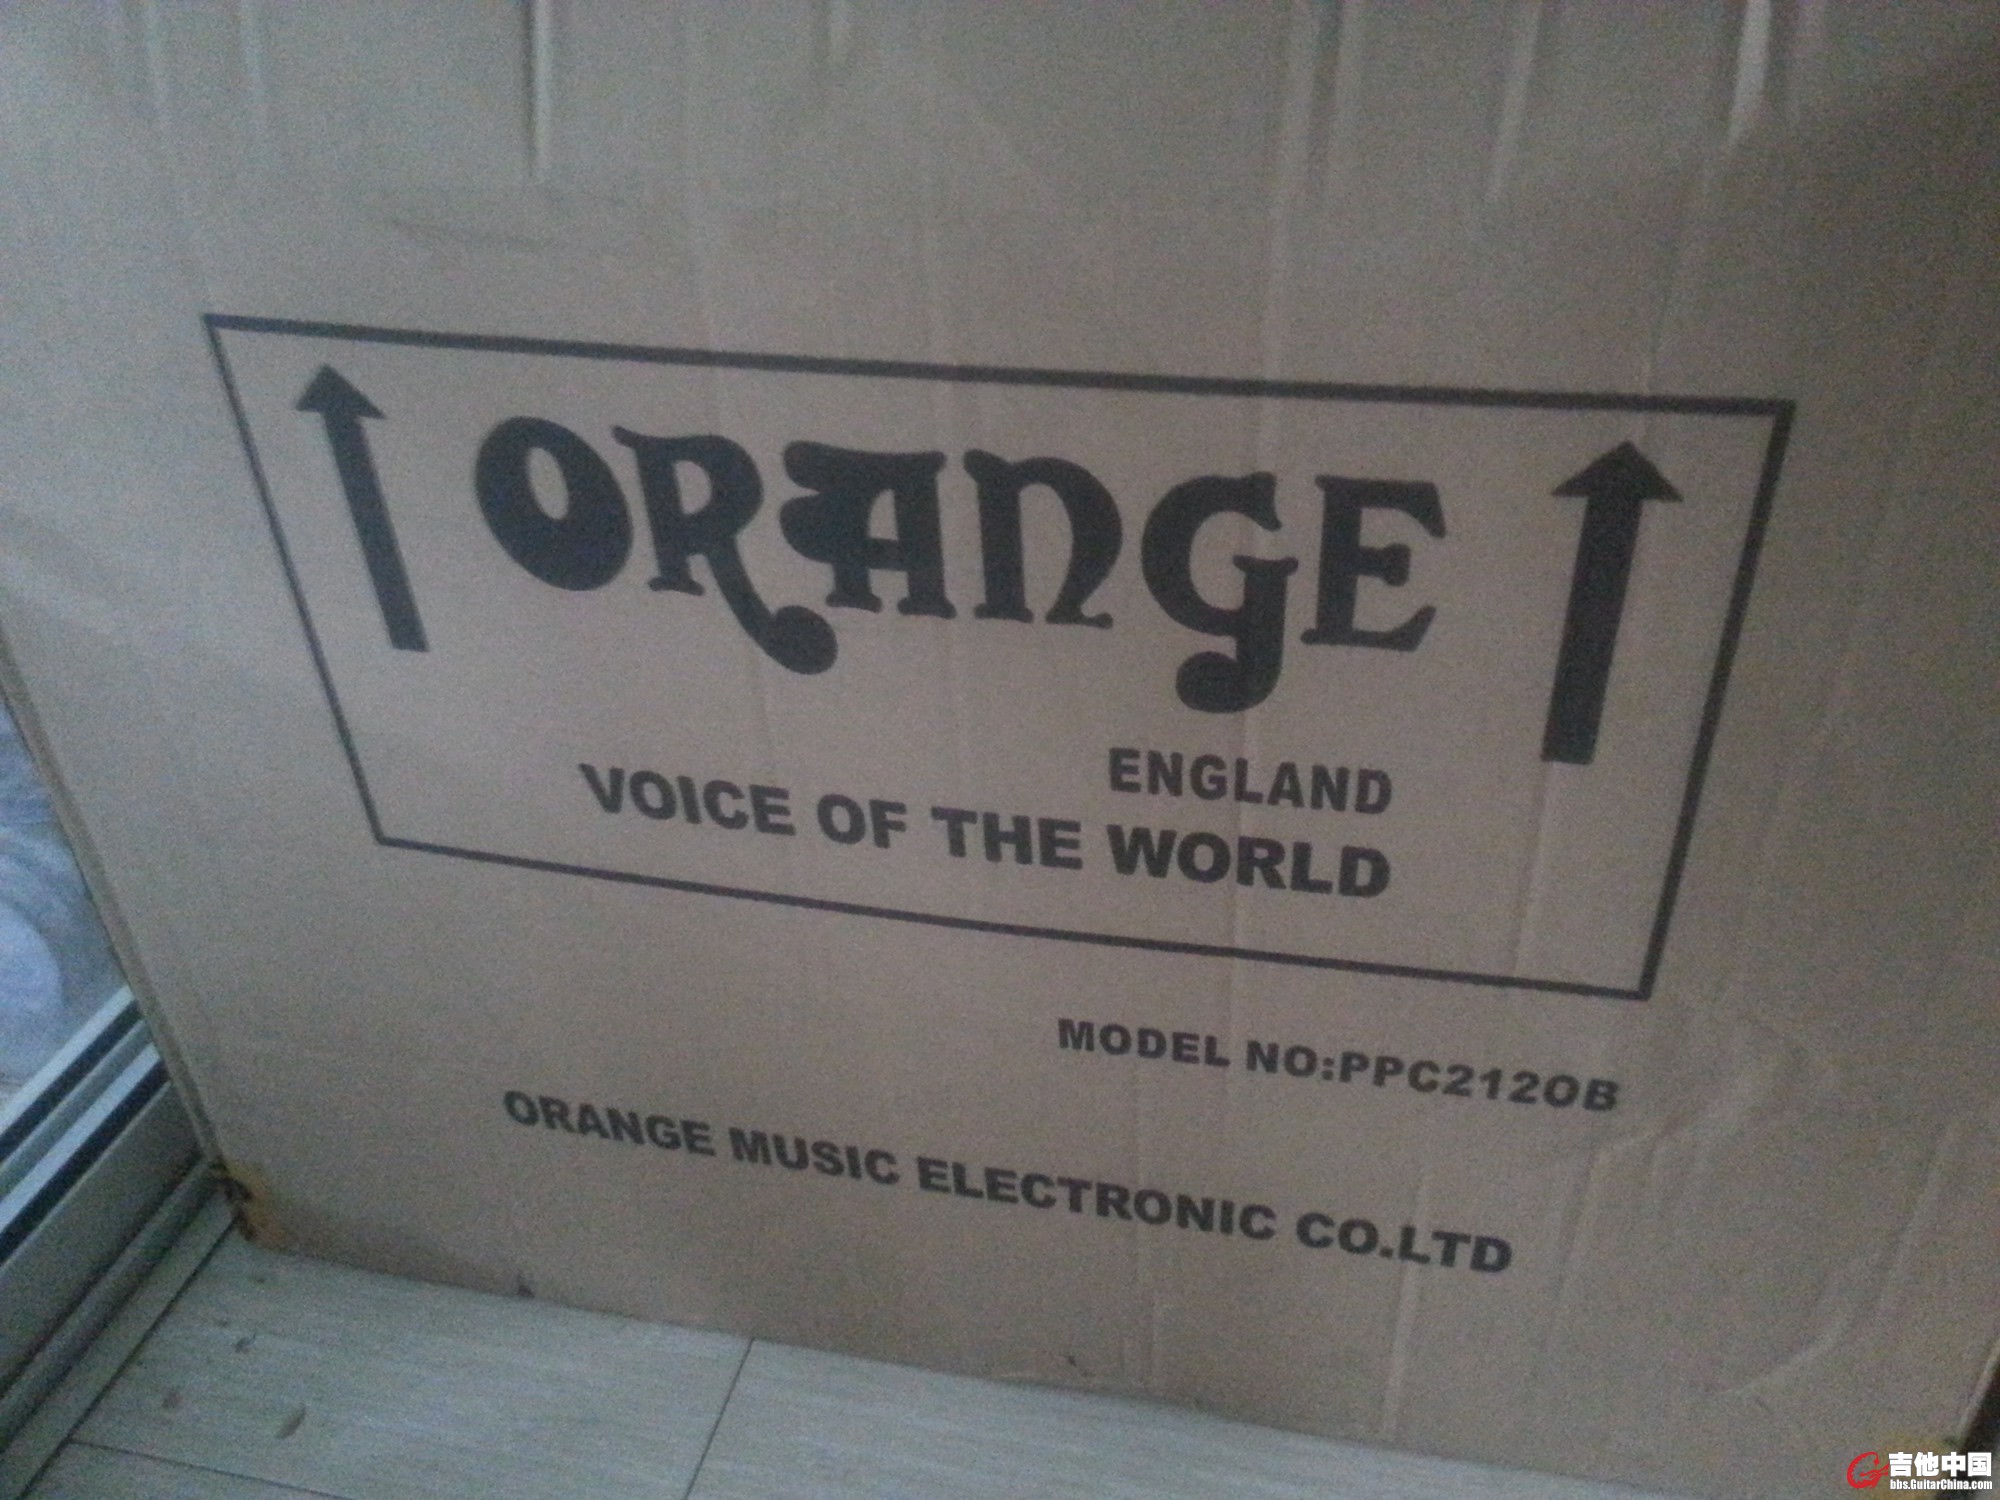 ORANGE
ENGLAND
VOICE OF THE WORLD
MODEL NO:PPC212OB
ORANGE MUSIC ELECTRONIC CO.LTD
吉他中国
bbs.GuitarChina.com